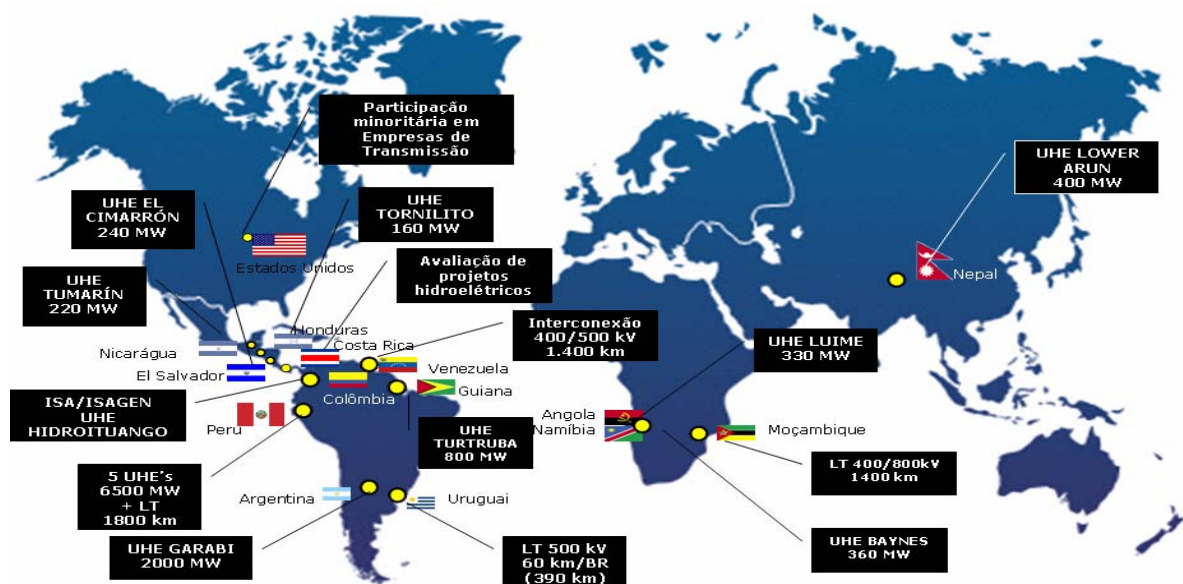 Participação
minoritária em
Empresas de
Transmissão
UHE LOWER
ARUN
400 MW
UHE EL
CIMARRÓN
240 MW
UHE
TORNILITO
160 MW
Estados Unidos
Nepal
UHE
TUMARÍN
220 MW
Avaliação de
projetos
hidroelétricos
Honduras
Costa Rica
Interconexão
400/500 kV
1.400 km
UHE LUIME
330 MW
Nicarágua
El Salvador
Venezuela
Guiana
Colômbia
ISA/ISAGEN
UHE
HIDROITUANGO
Peru
UHE
TURTRUBA
800 MW
Angola
Namíbia
Moçambique
LT 400/800kV
1400 km
5 UHE's
6500 MW
+ LT
1800 km
Argentina
Uruguai
UHE GARABI
2000 MW
LT 500 kV
60 km/BR
(390 km)
UHE BAYNES
360 MW